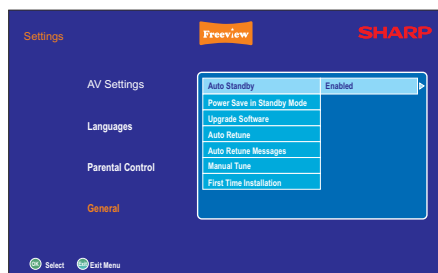 Settings
Freeview
SHARP
AV Settings
Languages
Parental Control
General
Auto Standby Enabled
Power Save in Standby Mode
Upgrade Software
Auto Retune
Auto Retune Messages
Manual Tune
First Time Installation
OK Select Exit Exit Menu